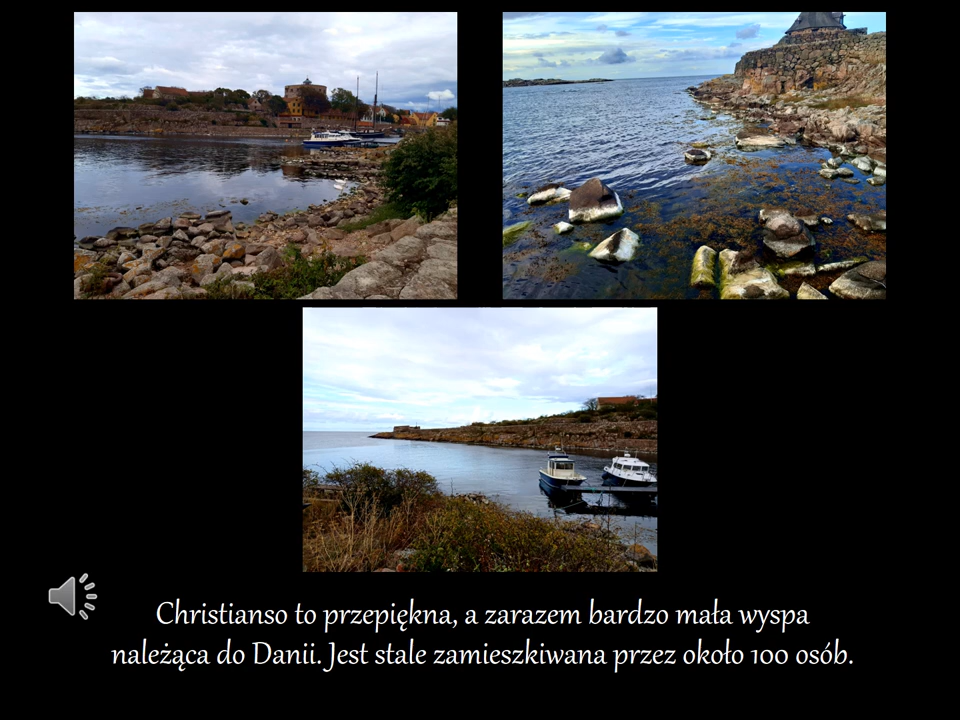 Christianso to przepiękna, a zarazem bardzo mała wyspa
należąca do Danii. Jest stale zamieszkiwana przez około 100 osób.